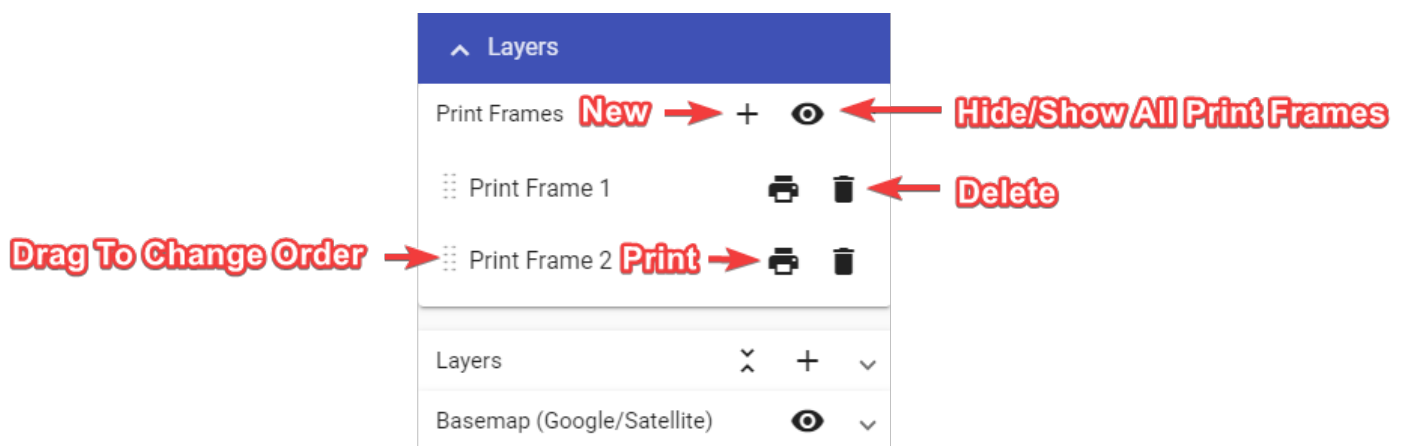 Layers
Print Frames New Hide/Show All Print Frames
Print Frame 1 Delete
Drag To Change Order Print Frame 2 Print
Layers
Basemap (Google/Satellite)